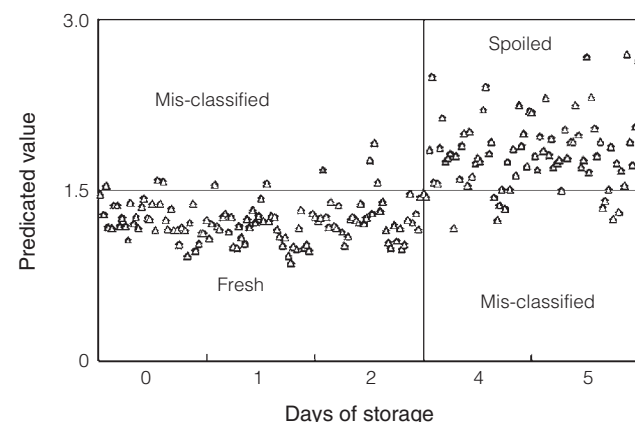 3.0
Spoiled
Mis-classified
Predicated value
1.5
Fresh
Mis-classified
0
0 1 2 4 5
Days of storage